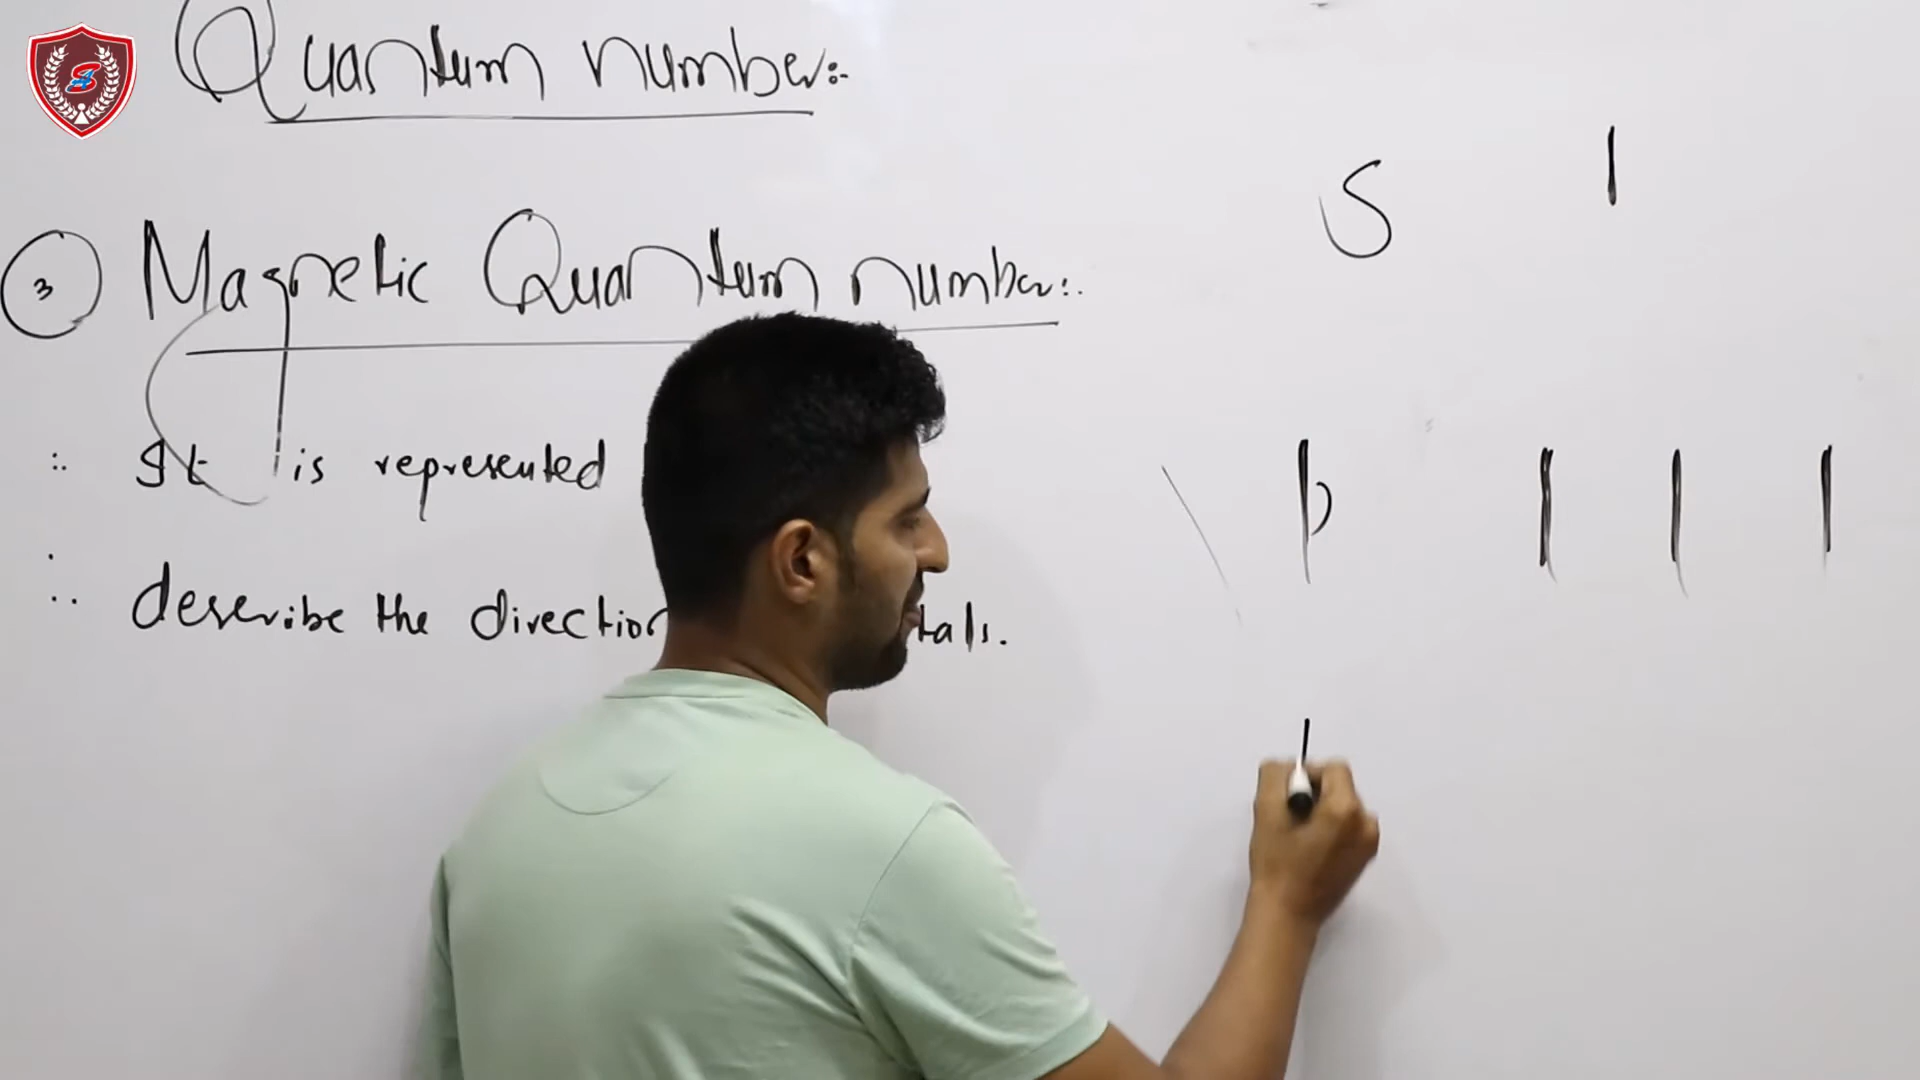 Quantum number:-
3 Magnetic Quantum number:.
S |
p | | |
∴ It is represented
∴ describe the direction tals.